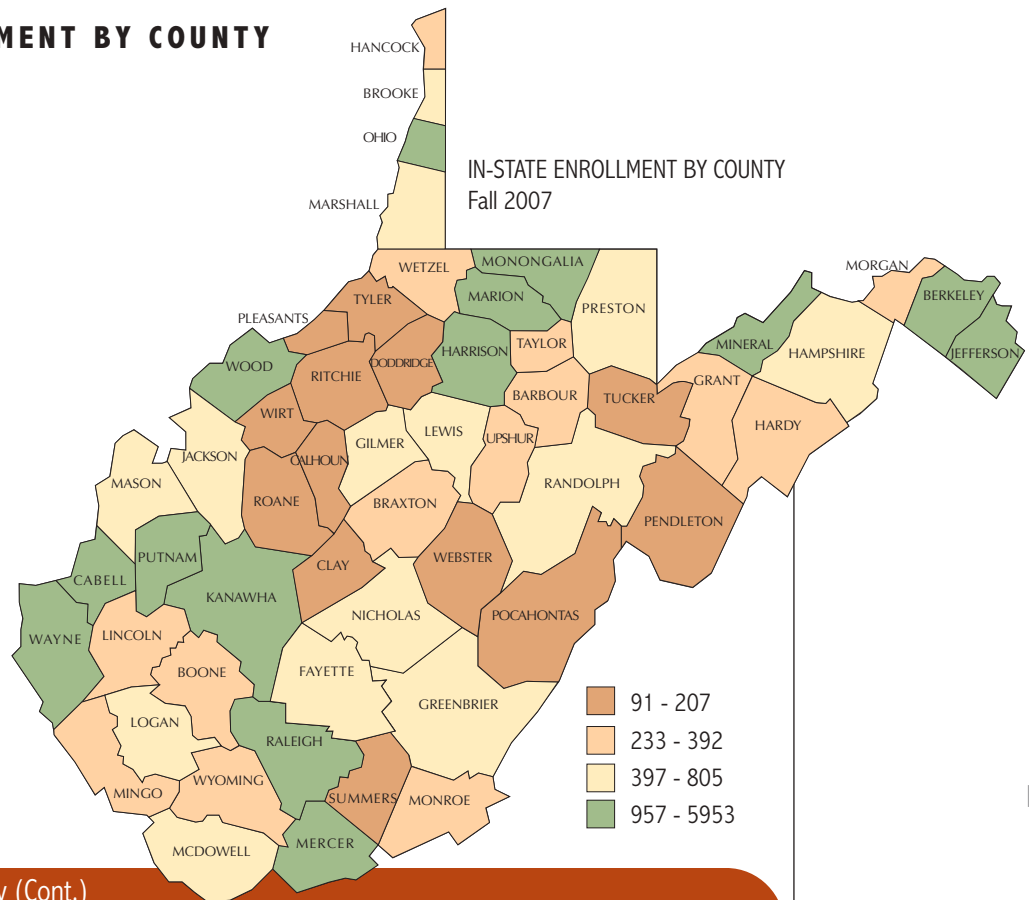 MENT BY COUNTY
HANCOCK
BROOKE
OHIO
IN-STATE ENROLLMENT BY COUNTY
Fall 2007
MARSHALL
WETZEL
MONONGALIA
MORGAN
TYLER
MARION
BERKELEY
PRESTON
PLEASANTS
TAYLOR
MINERAL
HARRISON
HAMPSHIRE
JEFFERSON
WOOD
DODDRIDGE
RITCHIE
GRANT
BARBOUR
TUCKER
WIRT
HARDY
LEWIS
UPSHUR
GILMER
JACKSON
CALHOUN
MASON
RANDOLPH
ROANE
BRAXTON
PENDLETON
PUTNAM
WEBSTER
CLAY
CABELL
KANAWHA
NICHOLAS
POCAHONTAS
WAYNE
LINCOLN
BOONE
FAYETTE
GREENBRIER
91 - 207
LOGAN
RALEIGH
233 - 392
WYOMING
397 - 805
MINGO
SUMMERS
MONROE
957 - 5953
MERCER
MCDOWELL
y (Cont.)